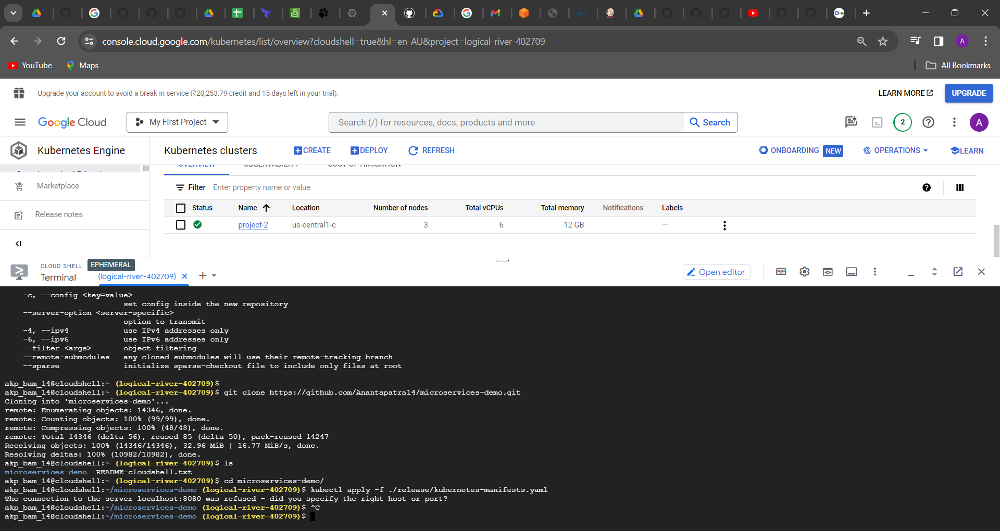 console.cloud.google.com/kubernetes/list/overview?cloudshell=true&hl=en-AU&project=logical-river-402709
A
YouTube
Maps
All Bookmarks
Upgrade your account to avoid a break in service (₹20,253.79 credit and 15 days left in your trial).
LEARN MORE
UPGRADE
Google Cloud
My First Project
Search (/) for resources, docs, products and more
Search
2
A
Kubernetes Engine
Kubernetes clusters
CREATE
DEPLOY
REFRESH
ONBOARDING NEW
OPERATIONS
LEARN
OVERVIEW
OBSERVABILITY
COST OPTIMISATION
Marketplace
Release notes
Filter Enter property name or value
Status Name Location Number of nodes Total vCPUs Total memory Notifications Labels
project-2 us-central1-c 3 6 12 GB —
CLOUD SHELL
Terminal
EPHEMERAL
(logical-river-402709)
Open editor
-c, --config <key=value>
set config inside the new repository
--server-option <server-specific>
option to transmit
-4, --ipv4 use IPv4 addresses only
-6, --ipv6 use IPv6 addresses only
--filter <args> object filtering
--remote-submodules any cloned submodules will use their remote-tracking branch
--sparse initialize sparse-checkout file to include only files at root
akp_bam_14@cloudshell:~ (logical-river-402709)$
akp_bam_14@cloudshell:~ (logical-river-402709)$ git clone https://github.com/Anantapatra14/microservices-demo.git
Cloning into 'microservices-demo'...
remote: Enumerating objects: 14346, done.
remote: Counting objects: 100% (99/99), done.
remote: Compressing objects: 100% (48/48), done.
remote: Total 14346 (delta 56), reused 85 (delta 50), pack-reused 14247
Receiving objects: 100% (14346/14346), 32.96 MiB | 16.77 MiB/s, done.
Resolving deltas: 100% (10982/10982), done.
akp_bam_14@cloudshell:~ (logical-river-402709)$ ls
microservices-demo README-cloudshell.txt
akp_bam_14@cloudshell:~ (logical-river-402709)$ cd microservices-demo/
akp_bam_14@cloudshell:~/microservices-demo (logical-river-402709)$ kubectl apply -f ./release/kubernetes-manifests.yaml
The connection to the server localhost:8080 was refused - did you specify the right host or port?
akp_bam_14@cloudshell:~/microservices-demo (logical-river-402709)$ ^C
akp_bam_14@cloudshell:~/microservices-demo (logical-river-402709)$